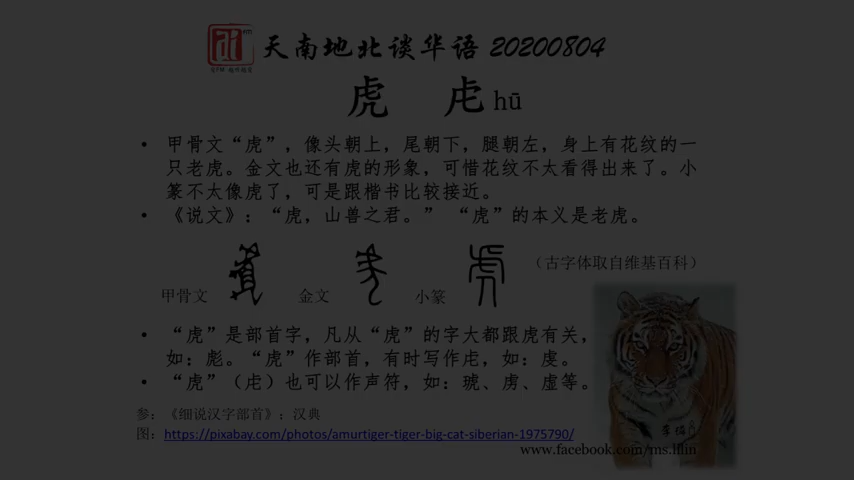 天南地北谈华语 20200804
虎 虍 hū
• 甲骨文“虎”，像头朝上，尾朝下，腿朝左，身上有花纹的一
只老虎。金文也还有虎的形象，可惜花纹不太看得出来了。小
篆不太像虎了，可是跟楷书比较接近。
• 《说文》：“虎，山兽之君。” “虎”的本义是老虎。
（古字体取自维基百科）
甲骨文 金文 小篆
• “虎”是部首字，凡从“虎”的字大都跟虎有关，
如：彪。“虎”作部首，有时写作虍，如：虔。
• “虎”（虍）也可以作声符，如：琥、虏、虚等。
参：《细说汉字部首》；汉典
图：https://pixabay.com/photos/amurtiger-tiger-big-cat-siberian-1975790/
www.facebook.com/ms.lflin